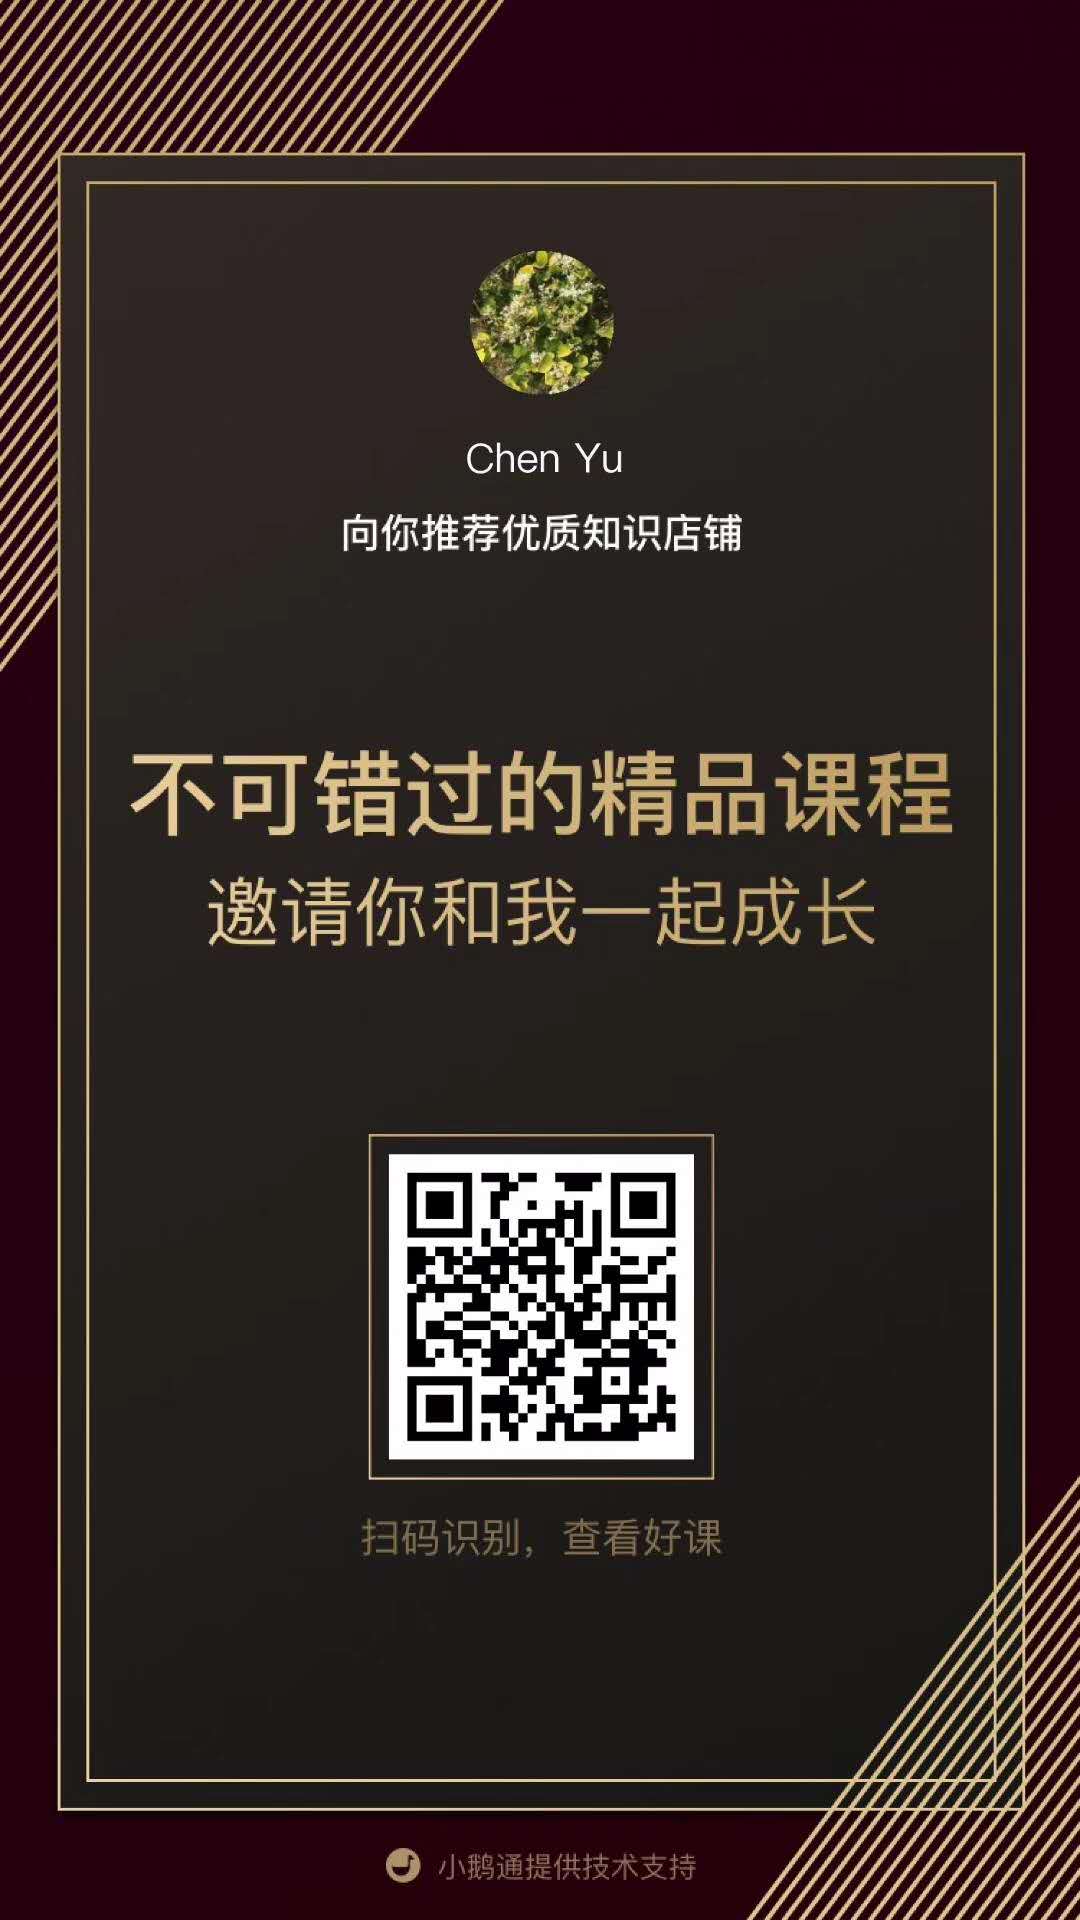 Chen Yu
向你推荐优质知识店铺
不可错过的精品课程
邀请你和我一起成长
扫码识别，查看好课
小鹅通提供技术支持